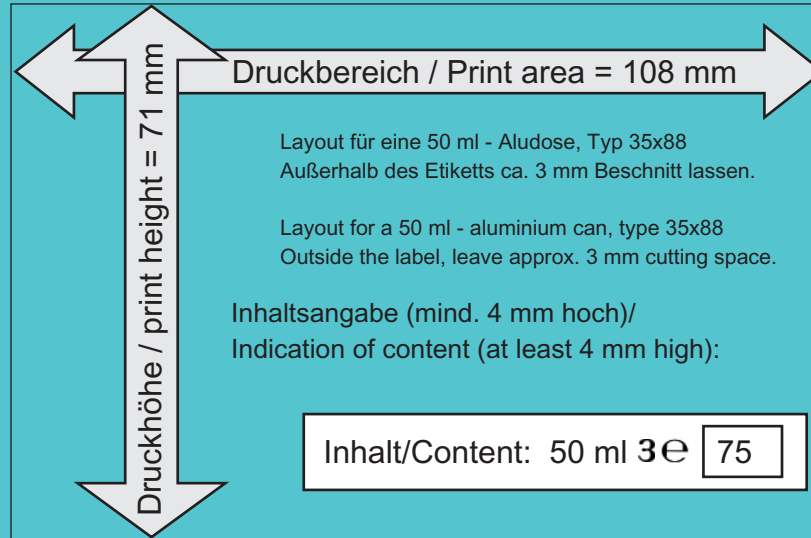 Druckbereich / Print area = 108 mm
Druckhöhe / print height = 71 mm
Layout für eine 50 ml - Aludose, Typ 35x88
Außerhalb des Etiketts ca. 3 mm Beschnitt lassen.
Layout for a 50 ml - aluminium can, type 35x88
Outside the label, leave approx. 3 mm cutting space.
Inhaltsangabe (mind. 4 mm hoch)/
Indication of content (at least 4 mm high):
Inhalt/Content: 50 ml 3℮ 75